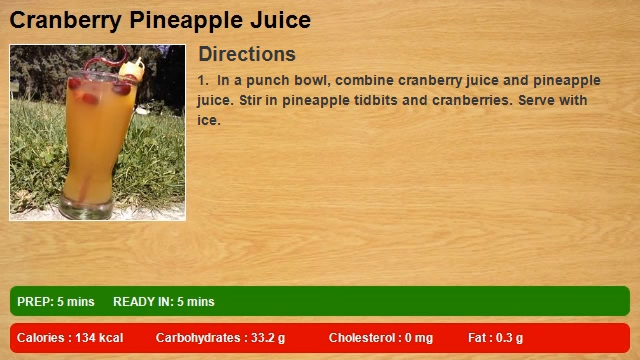 Cranberry Pineapple Juice
Directions
1.  In a punch bowl, combine cranberry juice and pineapple
juice. Stir in pineapple tidbits and cranberries. Serve with
ice.
PREP: 5 mins READY IN: 5 mins
Calories : 134 kcal Carbohydrates : 33.2 g Cholesterol : 0 mg Fat : 0.3 g